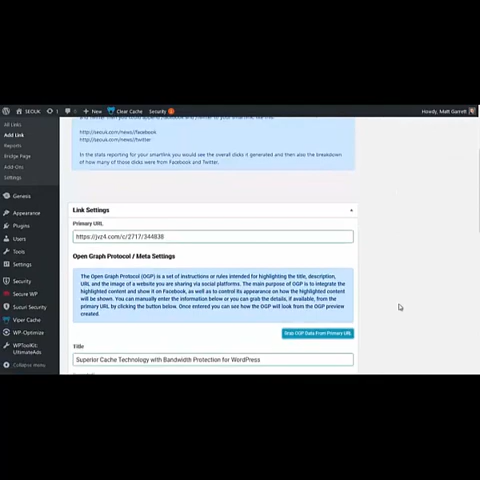 SEOUK 1 New Clear Cache Security 1 Howdy, Matt Garrett
All Links
Add Link
Reports
Bridge Page
Add-Ons
Settings
Genesis
Appearance
Plugins
Users
Tools
Settings
Security
Secure WP
Sucuri Security
Viper Cache
WP-Optimize
WPToolKit:
UltimateAds
Collapse menu
http://seouk.com/news/facebook
http://seouk.com/news/twitter
In the stats reporting for your smartlink you would see the overall clicks it generated and then also the breakdown
of how many of those clicks were from Facebook and Twitter.
Link Settings
Primary URL
https://jvz4.com/c/2717/344838
Open Graph Protocol / Meta Settings
The Open Graph Protocol (OGP) is a set of instructions or rules intended for highlighting the title, description,
URL and the image of a website you are sharing via social platforms. The main purpose of OGP is to integrate the
highlighted content and show it on Facebook, as well as to control its appearance on how the highlighted content
will be shown. You can manually enter the information below or you can grab the details, if available, from the
primary URL by clicking the button below. Once entered you can see how the OGP will look from the OGP preview
created.
Grab OGP Data From Primary URL
Title
Superior Cache Technology with Bandwidth Protection for WordPress